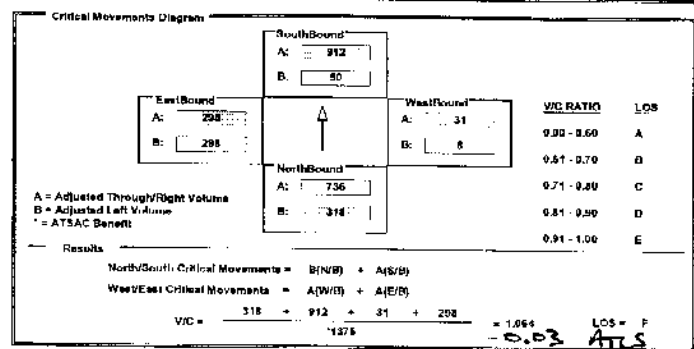 Critical Movements Diagram
SouthBound
A: 912
B: 50
EastBound
A: 298
B: 298
WestBound
A: 31
B: 6
NorthBound
A: 736
B: 318
V/C RATIO LOS
0.00 - 0.60 A
0.61 - 0.70 B
0.71 - 0.80 C
0.81 - 0.90 D
0.91 - 1.00 E
A = Adjusted Through/Right Volume
B = Adjusted Left Volume
* = ATSAC Benefit
Results
North/South Critical Movements = B(N/B) + A(S/B)
West/East Critical Movements = A(W/B) + A(E/B)
V/C = 318 + 912 + 31 + 298
*1375
= 1.064 LOS = F
- 0.03 ATCS